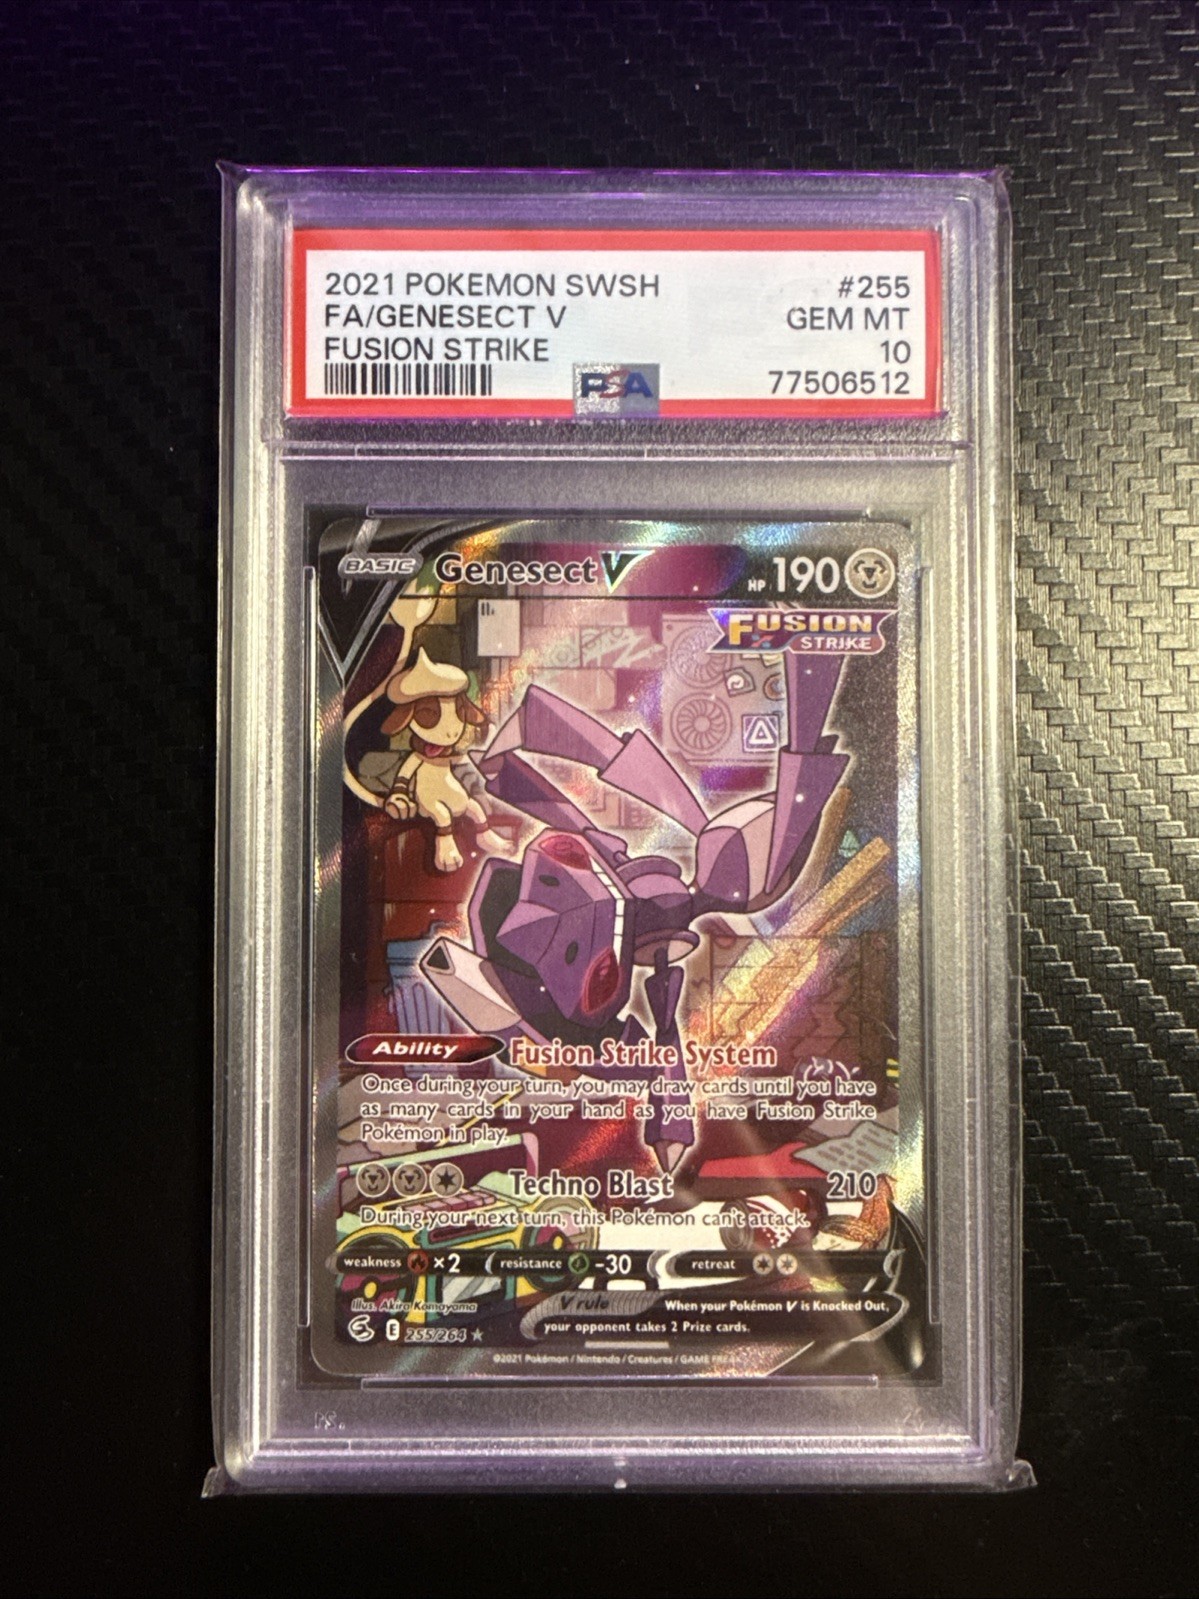 2021 POKEMON SWSH #255
FA/GENESECT V GEM MT
FUSION STRIKE 10
PSA 77506512
BASIC Genesect V HP 190
FUSION
STRIKE
Ability Fusion Strike System
Once during your turn, you may draw cards until you have
as many cards in your hand as you have Fusion Strike
Pokémon in play.
Techno Blast 210
During your next turn, this Pokémon can't attack.
weakness ×2 resistance -30 retreat
Illus. Akira Komayama
V rule When your Pokémon V is Knocked Out,
your opponent takes 2 Prize cards.
E 255/264 ★
©2021 Pokémon / Nintendo / Creatures / GAME FREAK